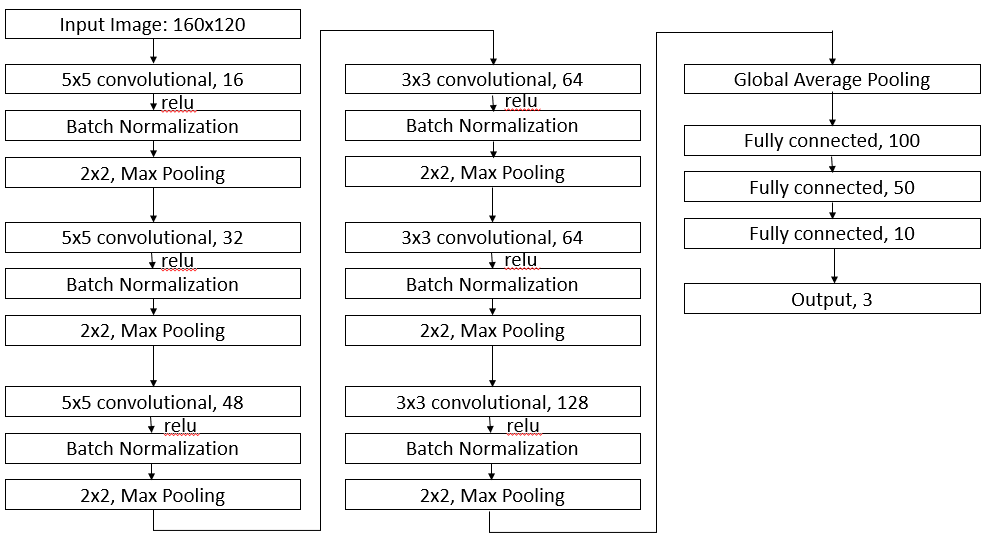 Input Image: 160x120
5x5 convolutional, 16
relu
Batch Normalization
2x2, Max Pooling
5x5 convolutional, 32
relu
Batch Normalization
2x2, Max Pooling
5x5 convolutional, 48
relu
Batch Normalization
2x2, Max Pooling
3x3 convolutional, 64
relu
Batch Normalization
2x2, Max Pooling
3x3 convolutional, 64
relu
Batch Normalization
2x2, Max Pooling
3x3 convolutional, 128
relu
Batch Normalization
2x2, Max Pooling
Global Average Pooling
Fully connected, 100
Fully connected, 50
Fully connected, 10
Output, 3